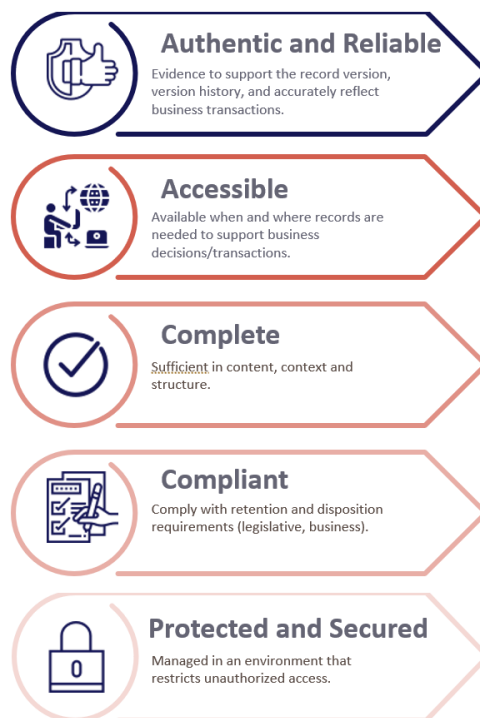 Authentic and Reliable
Evidence to support the record version,
version history, and accurately reflect
business transactions.
Accessible
Available when and where records are
needed to support business
decisions/transactions.
Complete
Sufficient in content, context and
structure.
Compliant
Comply with retention and disposition
requirements (legislative, business).
Protected and Secured
Managed in an environment that
restricts unauthorized access.